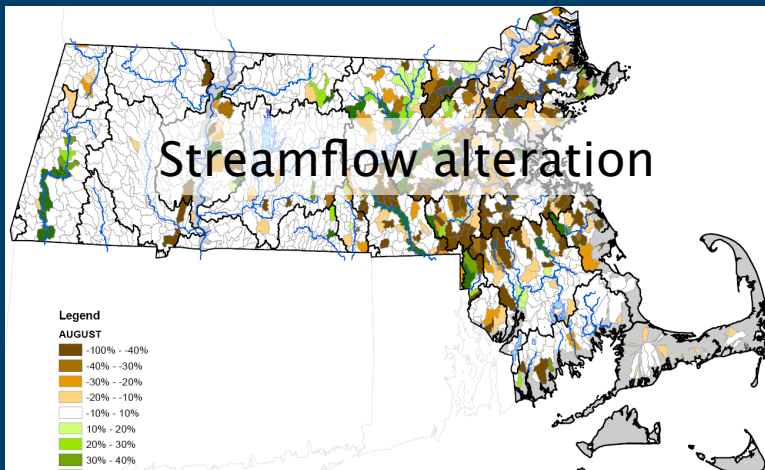 Streamflow alteration
Legend
AUGUST
-100% - -40%
-40% - -30%
-30% - -20%
-20% - -10%
-10% - 10%
10% - 20%
20% - 30%
30% - 40%